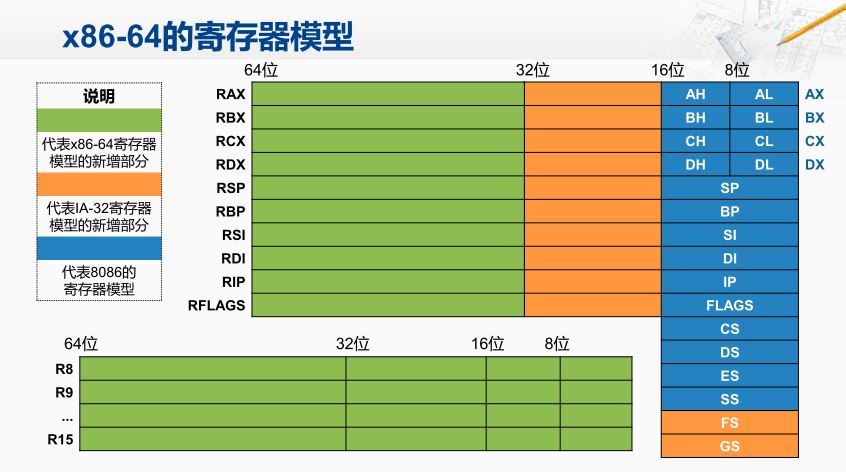 x86-64的寄存器模型
说明
代表x86-64寄存器
模型的新增部分
代表IA-32寄存器
模型的新增部分
代表8086的
寄存器模型
64位 32位 16位 8位
RAX AH AL AX
RBX BH BL BX
RCX CH CL CX
RDX DH DL DX
RSP SP
RBP BP
RSI SI
RDI DI
RIP IP
RFLAGS FLAGS
CS
DS
ES
SS
FS
GS
64位 32位 16位 8位
R8
R9
...
R15